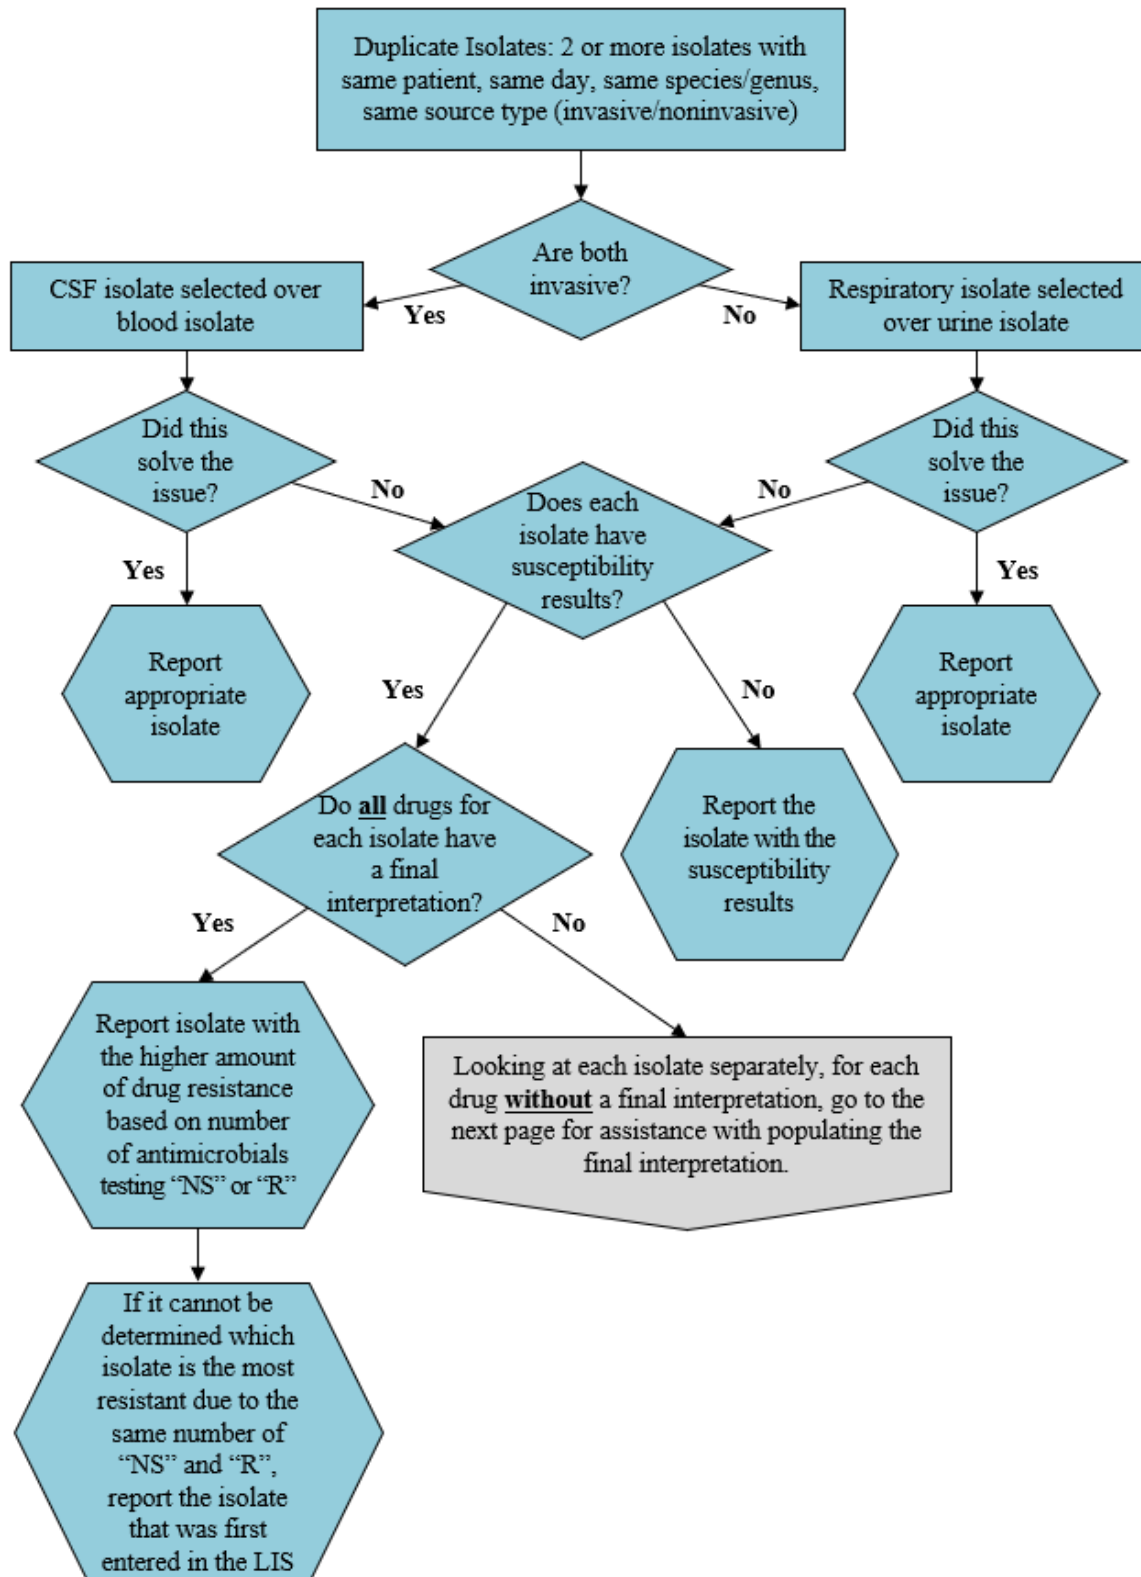 Duplicate Isolates: 2 or more isolates with
same patient, same day, same species/genus,
same source type (invasive/noninvasive)
Are both
invasive?
Yes
No
CSF isolate selected over
blood isolate
Respiratory isolate selected
over urine isolate
Did this
solve the
issue?
No
Yes
Did this
solve the
issue?
No
Yes
Does each
isolate have
susceptibility
results?
Yes
No
Report
appropriate
isolate
Report
appropriate
isolate
Do all drugs for
each isolate have
a final
interpretation?
Yes
No
Report the
isolate with the
susceptibility
results
Report isolate with
the higher amount
of drug resistance
based on number
of antimicrobials
testing “NS” or “R”
Looking at each isolate separately, for each
drug without a final interpretation, go to the
next page for assistance with populating the
final interpretation.
If it cannot be
determined which
isolate is the most
resistant due to the
same number of
“NS” and “R”,
report the isolate
that was first
entered in the LIS